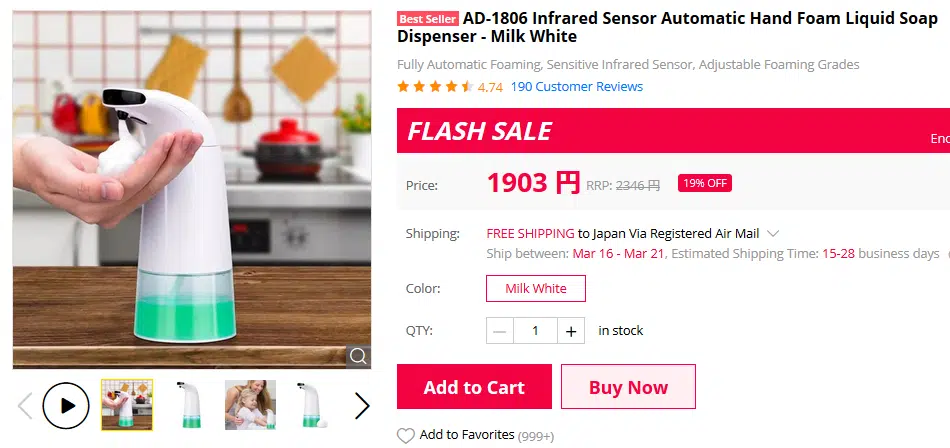 Best Seller AD-1806 Infrared Sensor Automatic Hand Foam Liquid Soap
Dispenser - Milk White
Fully Automatic Foaming, Sensitive Infrared Sensor, Adjustable Foaming Grades
4.74 190 Customer Reviews
FLASH SALE
Price: 1903 円 RRP: 2346 円 19% OFF
Shipping: FREE SHIPPING to Japan Via Registered Air Mail
Ship between: Mar 16 - Mar 21, Estimated Shipping Time: 15-28 business days
Color: Milk White
QTY: 1 in stock
Add to Cart Buy Now
Add to Favorites (999+)